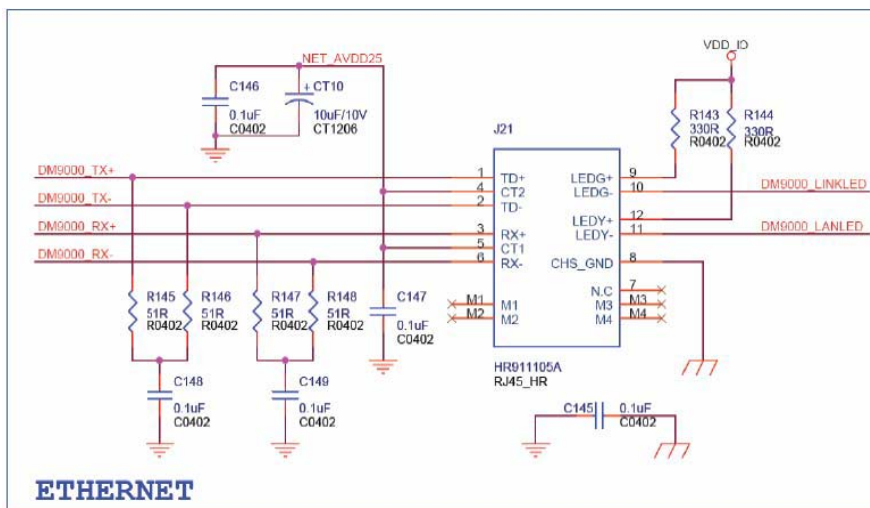 NET_AVDD25
VDD_IO
C146
0.1uF
C0402
+ CT10
10uF/10V
CT1206
R143
330R
R0402
R144
330R
R0402
J21
DM9000_TX+
DM9000_TX-
DM9000_RX+
DM9000_RX-
1 TD+
4 CT2
2 TD-
3 RX+
5 CT1
6 RX-
M1 M1
M2 M2
LEDG+ 9
LEDG- 10
LEDY+ 12
LEDY- 11
CHS_GND 8
N.C 7
M3 M3
M4 M4
DM9000_LINKLED
DM9000_LANLED
R145
51R
R0402
R146
51R
R0402
R147
51R
R0402
R148
51R
R0402
C147
0.1uF
C0402
C148
0.1uF
C0402
C149
0.1uF
C0402
HR911105A
RJ45_HR
C145
0.1uF
C0402
ETHERNET